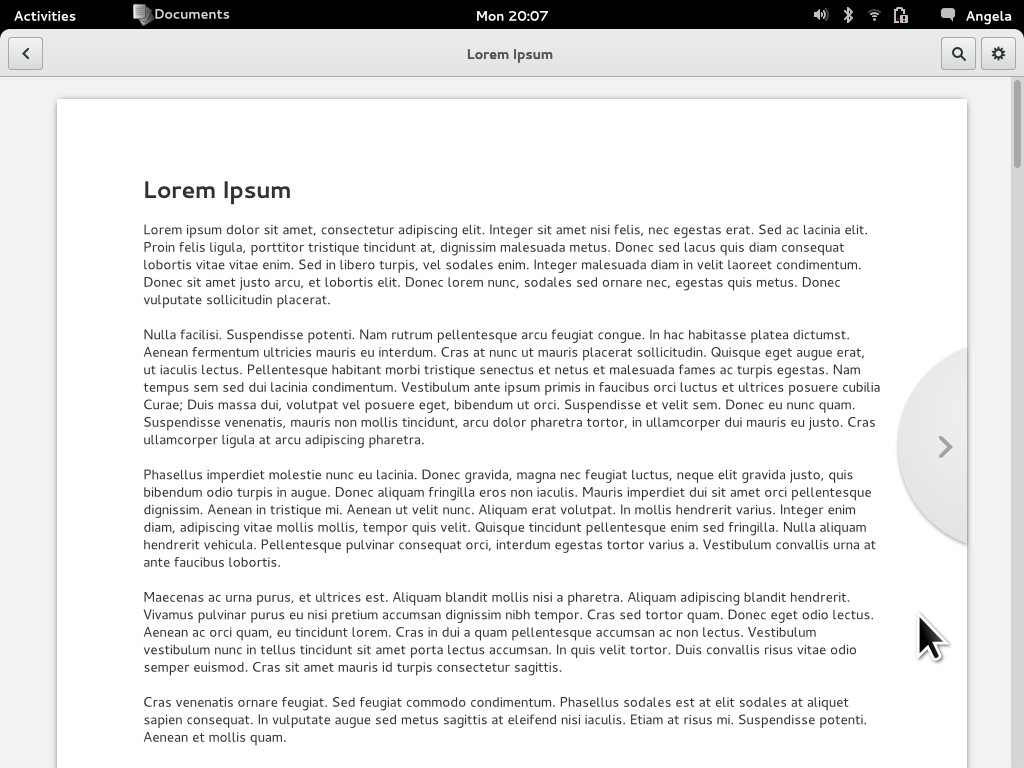 Activities
Documents
Mon 20:07
Angela
Lorem Ipsum
Lorem Ipsum
Lorem ipsum dolor sit amet, consectetur adipiscing elit. Integer sit amet nisi felis, nec egestas erat. Sed ac lacinia elit.
Proin felis ligula, porttitor tristique tincidunt at, dignissim malesuada metus. Donec sed lacus quis diam consequat
lobortis vitae vitae enim. Sed in libero turpis, vel sodales enim. Integer malesuada diam in velit laoreet condimentum.
Donec sit amet justo arcu, et lobortis elit. Donec lorem nunc, sodales sed ornare nec, egestas quis metus. Donec
vulputate sollicitudin placerat.
Nulla facilisi. Suspendisse potenti. Nam rutrum pellentesque arcu feugiat congue. In hac habitasse platea dictumst.
Aenean fermentum ultricies mauris eu interdum. Cras at nunc ut mauris placerat sollicitudin. Quisque eget augue erat,
ut iaculis lectus. Pellentesque habitant morbi tristique senectus et netus et malesuada fames ac turpis egestas. Nam
tempus sem sed dui lacinia condimentum. Vestibulum ante ipsum primis in faucibus orci luctus et ultrices posuere cubilia
Curae; Duis massa dui, volutpat vel posuere eget, bibendum ut orci. Suspendisse et velit sem. Donec eu nunc quam.
Suspendisse venenatis, mauris non mollis tincidunt, arcu dolor pharetra tortor, in ullamcorper dui mauris eu justo. Cras
ullamcorper ligula at arcu adipiscing pharetra.
Phasellus imperdiet molestie nunc eu lacinia. Donec gravida, magna nec feugiat luctus, neque elit gravida justo, quis
bibendum odio turpis in augue. Donec aliquam fringilla eros non iaculis. Mauris imperdiet dui sit amet orci pellentesque
dignissim. Aenean in tristique mi. Aenean ut velit nunc. Aliquam erat volutpat. In mollis hendrerit varius. Integer enim
diam, adipiscing vitae mollis mollis, tempor quis velit. Quisque tincidunt pellentesque enim sed fringilla. Nulla aliquam
hendrerit vehicula. Pellentesque pulvinar consequat orci, interdum egestas tortor varius a. Vestibulum convallis urna at
ante faucibus lobortis.
Maecenas ac urna purus, et ultrices est. Aliquam blandit mollis nisi a pharetra. Aliquam adipiscing blandit hendrerit.
Vivamus pulvinar purus eu nisi pretium accumsan dignissim nibh tempor. Cras sed tortor quam. Donec eget odio lectus.
Aenean ac orci quam, eu tincidunt lorem. Cras in dui a quam pellentesque accumsan ac non lectus. Vestibulum
vestibulum nunc in tellus tincidunt sit amet porta lectus accumsan. In quis velit tortor. Duis convallis risus vitae odio
semper euismod. Cras sit amet mauris id turpis consectetur sagittis.
Cras venenatis ornare feugiat. Sed feugiat commodo condimentum. Phasellus sodales est at elit sodales at aliquet
sapien consequat. In vulputate augue sed metus sagittis at eleifend nisi iaculis. Etiam at risus mi. Suspendisse potenti.
Aenean et mollis quam.